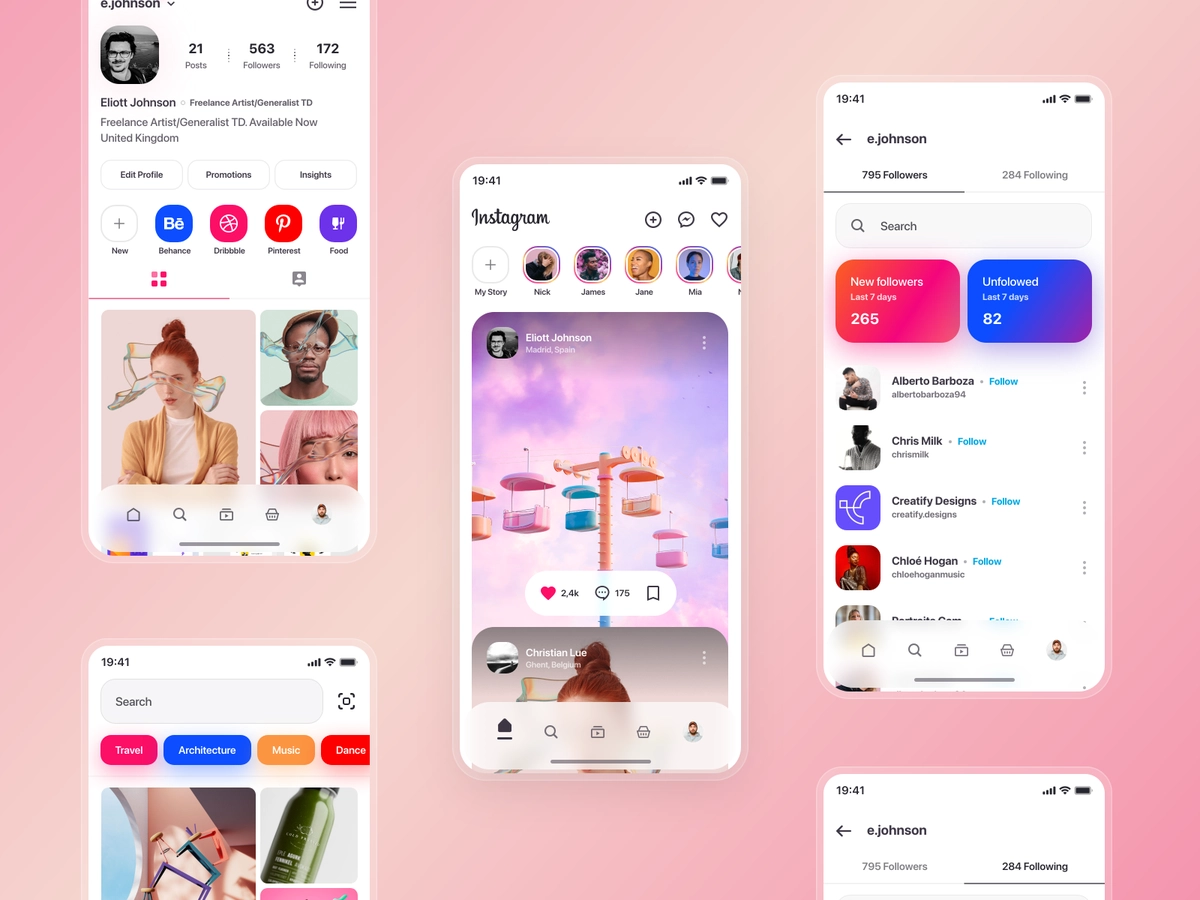 e.johnson
21
563
172
Posts
Followers
Following
Eliott Johnson
Freelance Artist/Generalist TD
Freelance Artist/Generalist TD. Available Now
United Kingdom
Edit Profile
Promotions
Insights
Bē
New
Behance
Dribbble
Pinterest
Food
19:41
Search
Travel
Architecture
Music
Dance
19:41
Instagram
My Story
Nick
James
Jane
Mia
Eliott Johnson
Madrid, Spain
2,4k
175
Christian Lue
Ghent, Belgium
19:41
e.johnson
795 Followers
284 Following
Search
New followers
Last 7 days
265
Unfolowed
Last 7 days
82
Alberto Barboza • Follow
albertobarboza94
Chris Milk • Follow
chrismilk
Creatify Designs • Follow
creatify.designs
Chloé Hogan • Follow
chloehoganmusic
19:41
e.johnson
795 Followers
284 Following